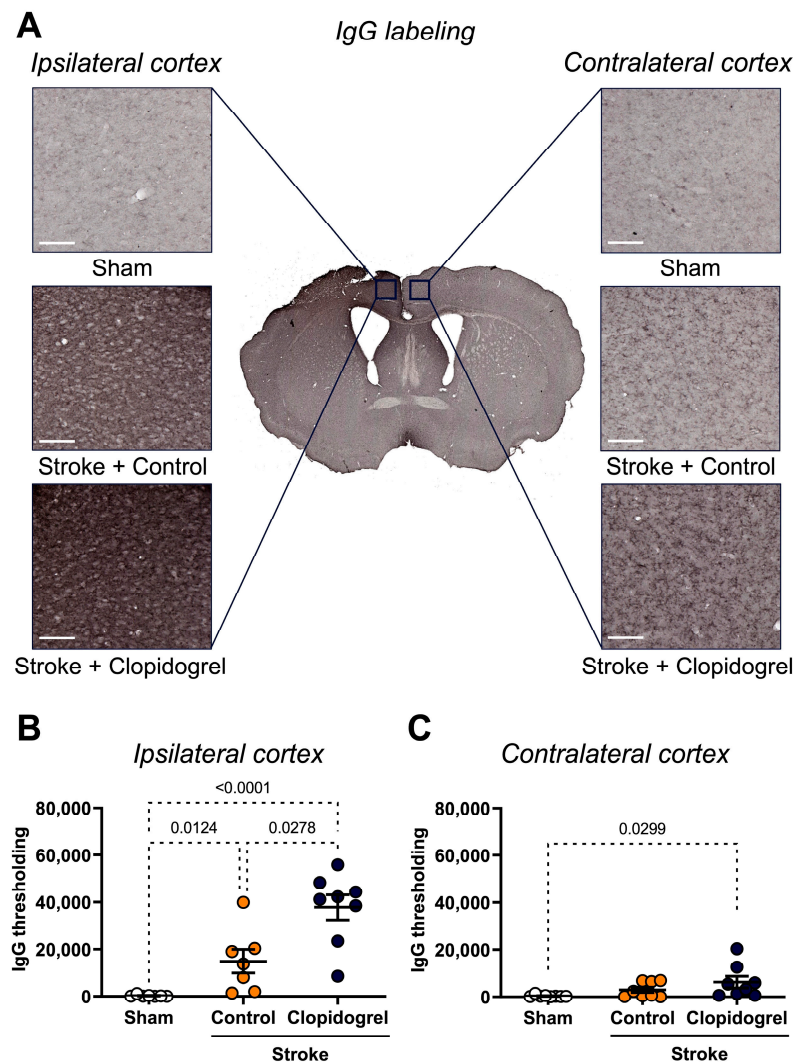 A
IgG labeling
Ipsilateral cortex
Contralateral cortex
Sham
Sham
Stroke + Control
Stroke + Control
Stroke + Clopidogrel
Stroke + Clopidogrel
B
Ipsilateral cortex
<0.0001
0.0124
0.0278
IgG thresholding
80,000
60,000
40,000
20,000
0
Sham
Control
Clopidogrel
Stroke
C
Contralateral cortex
0.0299
IgG thresholding
80,000
60,000
40,000
20,000
0
Sham
Control
Clopidogrel
Stroke